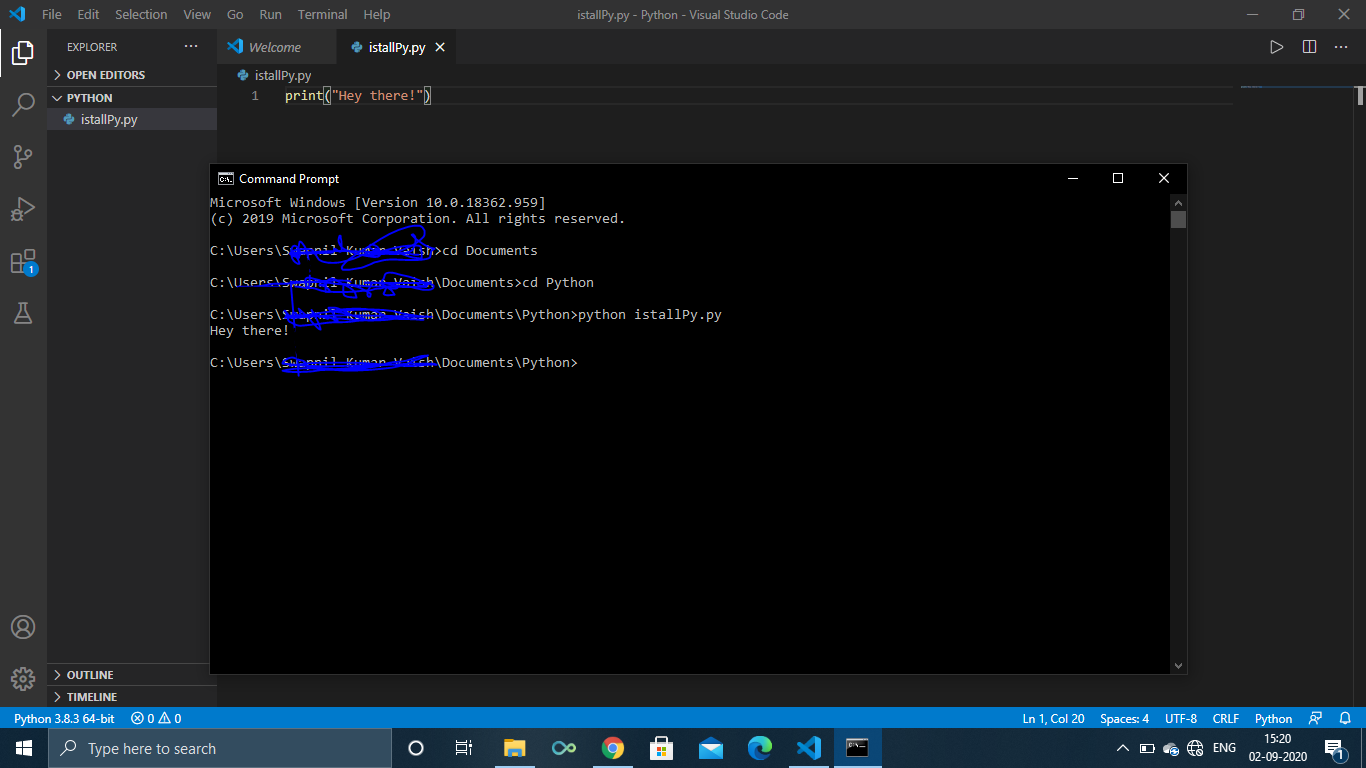 File Edit Selection View Go Run Terminal Help
istallPy.py - Python - Visual Studio Code
EXPLORER
OPEN EDITORS
PYTHON
istallPy.py
Welcome
istallPy.py
istallPy.py
1 print("Hey there!")
Command Prompt
Microsoft Windows [Version 10.0.18362.959]
(c) 2019 Microsoft Corporation. All rights reserved.
C:\Users\ >cd Documents
C:\Users\ \Documents>cd Python
C:\Users\ \Documents\Python>python istallPy.py
Hey there!
C:\Users\ \Documents\Python>
1
OUTLINE
TIMELINE
Python 3.8.3 64-bit 0 0
Ln 1, Col 20 Spaces: 4 UTF-8 CRLF Python
Type here to search
ENG
15:20
02-09-2020
1